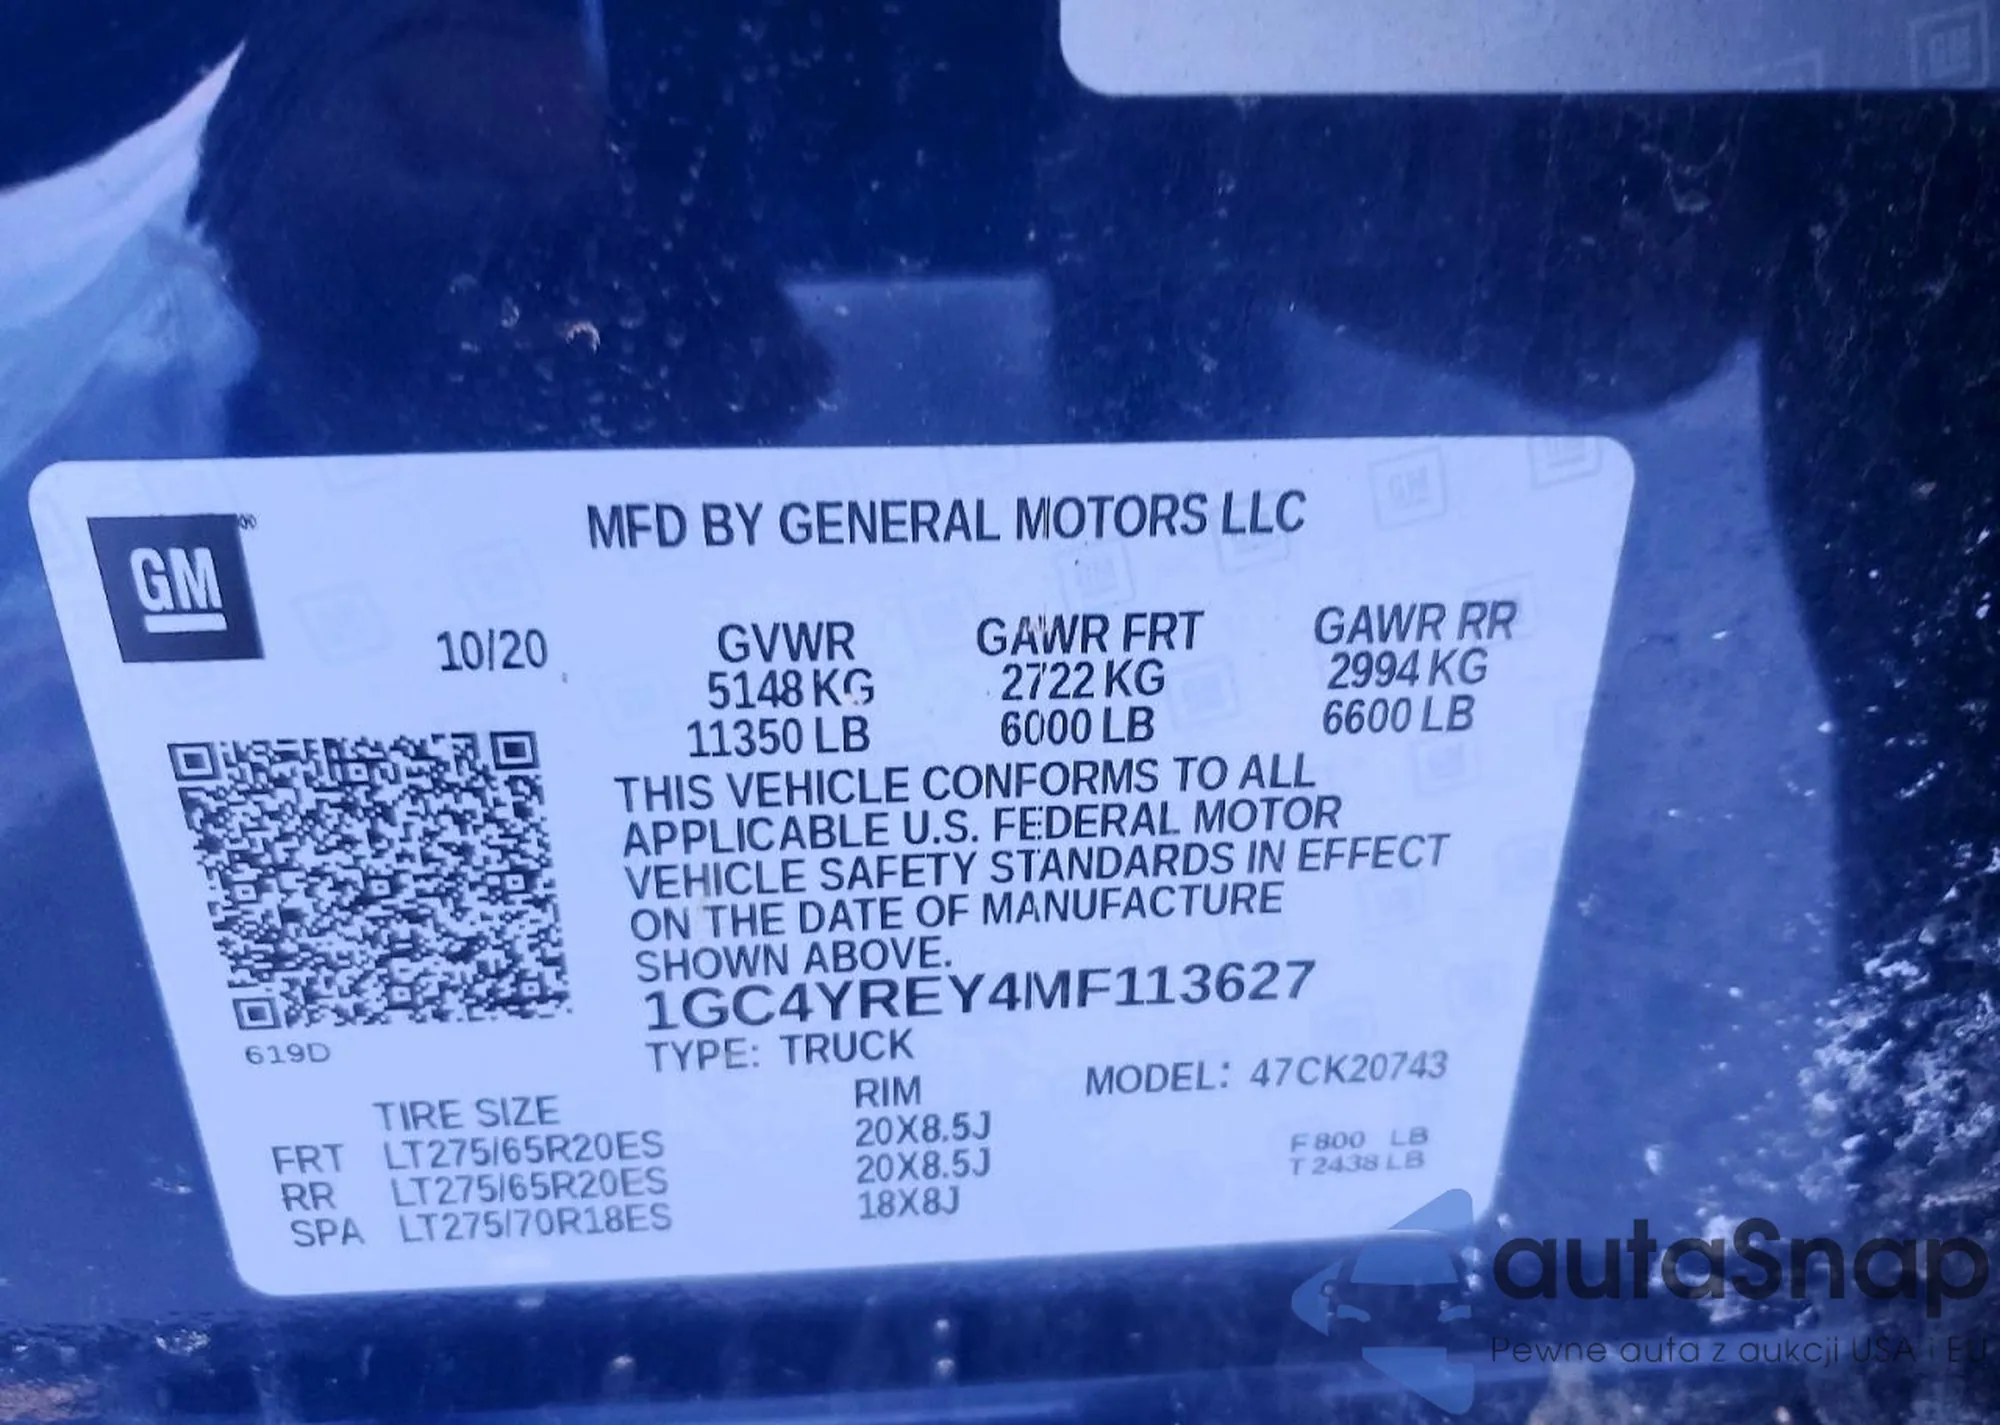 MFD BY GENERAL MOTORS LLC
GM
10/20
GVWR GAWR FRT GAWR RR
5148 KG 2722 KG 2994 KG
11350 LB 6000 LB 6600 LB
THIS VEHICLE CONFORMS TO ALL
APPLICABLE U.S. FEDERAL MOTOR
VEHICLE SAFETY STANDARDS IN EFFECT
ON THE DATE OF MANUFACTURE
SHOWN ABOVE.
1GC4YREY4MF113627
619D
TYPE: TRUCK
MODEL: 47CK20743
TIRE SIZE RIM
FRT LT275/65R20ES 20X8.5J
RR LT275/65R20ES 20X8.5J
SPA LT275/70R18ES 18X8J
F 800 LB
T 2438 LB
autaSnap
Pewne auta z aukcji USA i EU